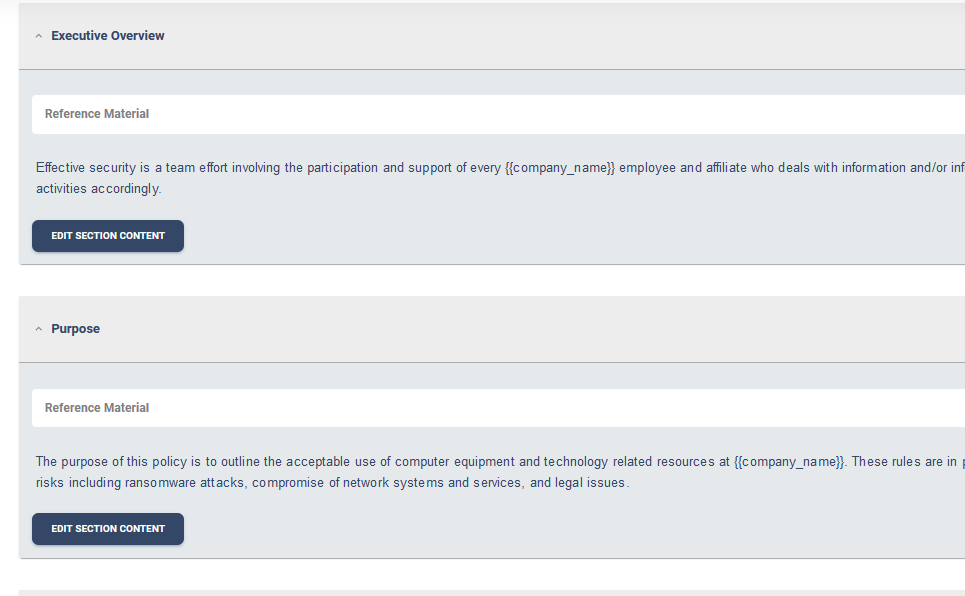 Executive Overview
Reference Material
Effective security is a team effort involving the participation and support of every {{company_name}} employee and affiliate who deals with information and/or
activities accordingly.
EDIT SECTION CONTENT
Purpose
Reference Material
The purpose of this policy is to outline the acceptable use of computer equipment and technology related resources at {{company_name}}. These rules are in
risks including ransomware attacks, compromise of network systems and services, and legal issues.
EDIT SECTION CONTENT